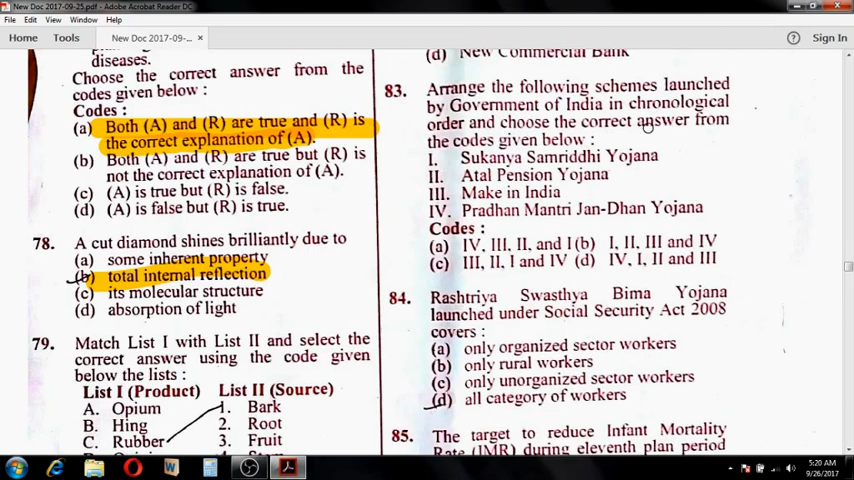 New Doc 2017-09-25.pdf - Adobe Acrobat Reader DC
File Edit View Window Help
Home Tools New Doc 2017-09-... × Sign In
diseases.
Choose the correct answer from the
codes given below :
Codes :
(a) Both (A) and (R) are true and (R) is
the correct explanation of (A).
(b) Both (A) and (R) are true but (R) is
not the correct explanation of (A).
(c) (A) is true but (R) is false.
(d) (A) is false but (R) is true.
78. A cut diamond shines brilliantly due to
(a) some inherent property
(b) total internal reflection
(c) its molecular structure
(d) absorption of light
79. Match List I with List II and select the
correct answer using the code given
below the lists :
List I (Product) List II (Source)
A. Opium 1. Bark
B. Hing 2. Root
C. Rubber 3. Fruit
(d) New Commercial Bank
83. Arrange the following schemes launched
by Government of India in chronological
order and choose the correct answer from
the codes given below :
I. Sukanya Samriddhi Yojana
II. Atal Pension Yojana
III. Make in India
IV. Pradhan Mantri Jan-Dhan Yojana
Codes :
(a) IV, III, II, and I (b) I, II, III and IV
(c) III, II, I and IV (d) IV, I, II and III
84. Rashtriya Swasthya Bima Yojana
launched under Social Security Act 2008
covers :
(a) only organized sector workers
(b) only rural workers
(c) only unorganized sector workers
(d) all category of workers
85. The target to reduce Infant Mortality
Rate (IMR) during eleventh plan period
5:20 AM
9/26/2017